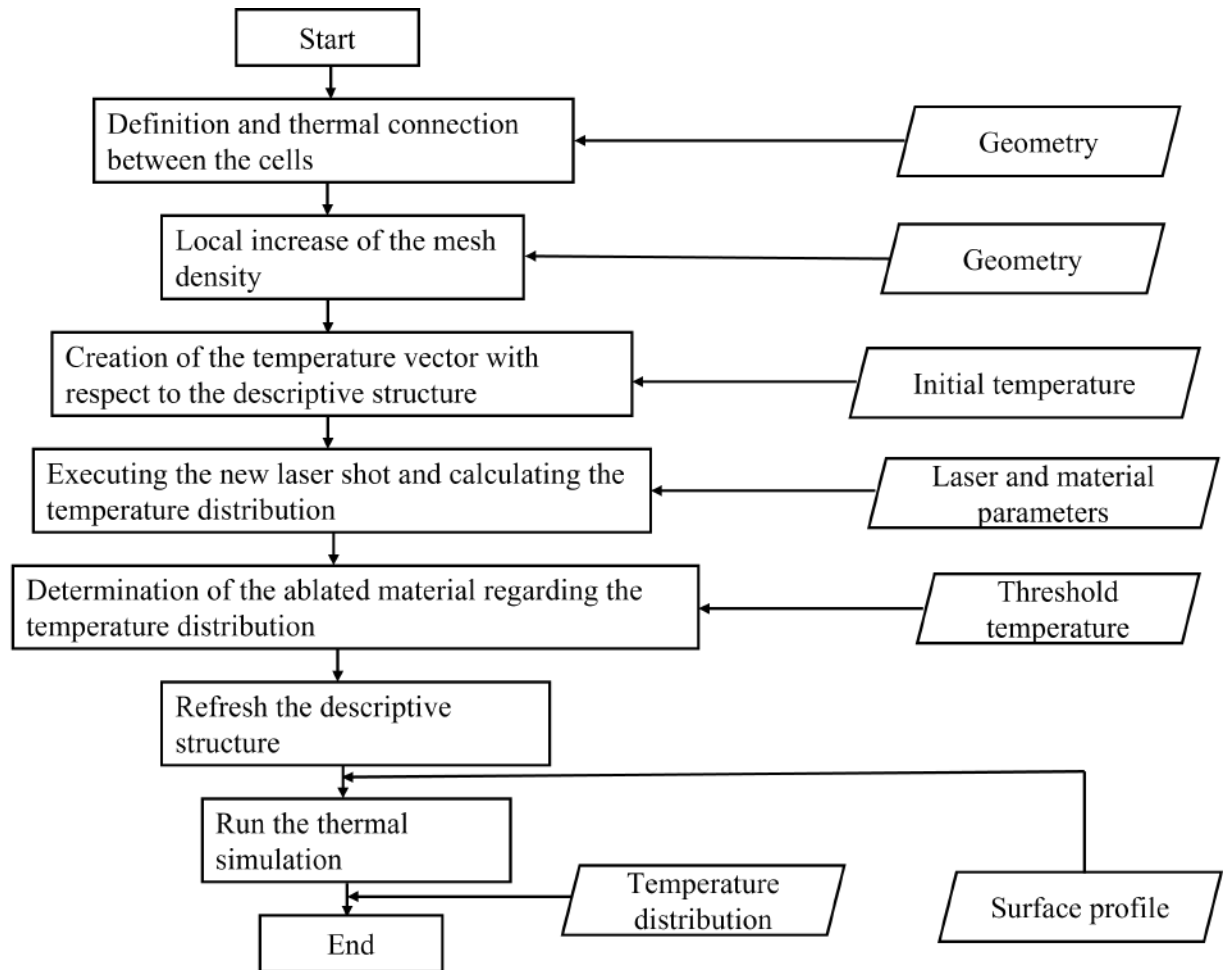 Start
Definition and thermal connection
between the cells
Geometry
Local increase of the mesh
density
Geometry
Creation of the temperature vector with
respect to the descriptive structure
Initial temperature
Executing the new laser shot and calculating the
temperature distribution
Laser and material
parameters
Determination of the ablated material regarding the
temperature distribution
Threshold
temperature
Refresh the descriptive
structure
Run the thermal
simulation
Temperature
distribution
Surface profile
End